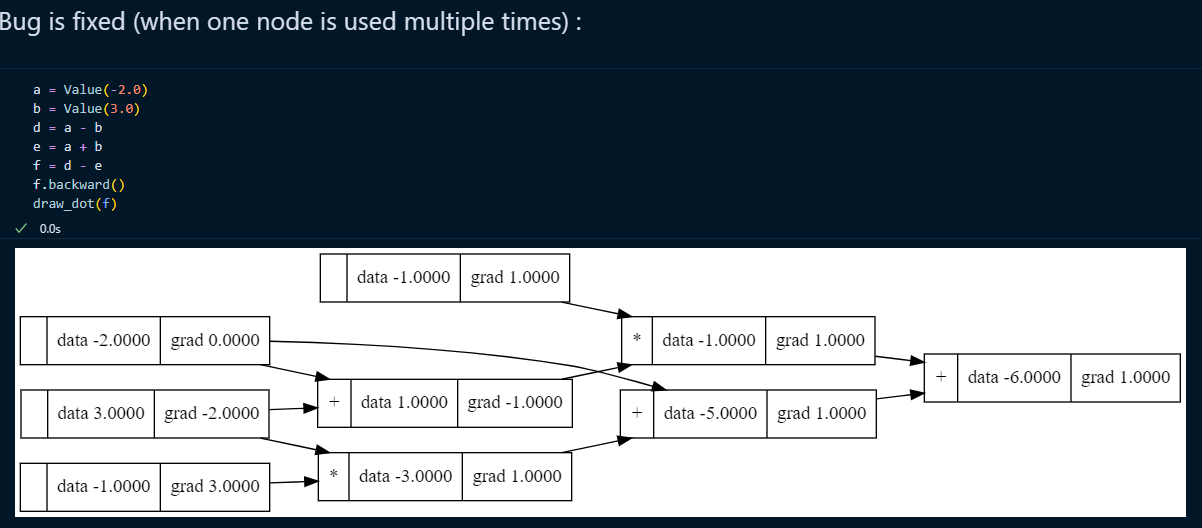 Bug is fixed (when one node is used multiple times) :
a = Value(-2.0)
b = Value(3.0)
d = a - b
e = a + b
f = d - e
f.backward()
draw_dot(f)
✓ 0.0s
data -1.0000 grad 1.0000
data -2.0000 grad 0.0000
* data -1.0000 grad 1.0000
+ data -6.0000 grad 1.0000
data 3.0000 grad -2.0000
+ data 1.0000 grad -1.0000
+ data -5.0000 grad 1.0000
data -1.0000 grad 3.0000
* data -3.0000 grad 1.0000